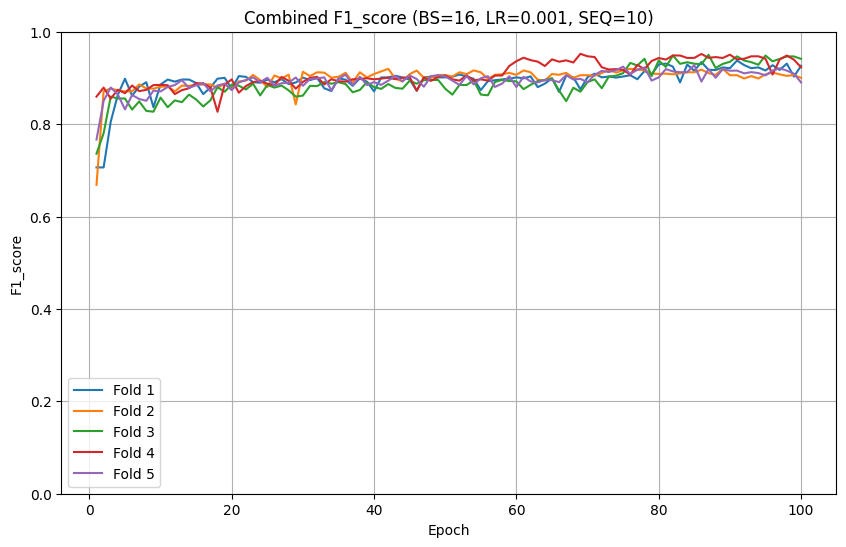 Combined F1_score (BS=16, LR=0.001, SEQ=10)
1.0
0.8
0.6
0.4
0.2
0.0
F1_score
Fold 1
Fold 2
Fold 3
Fold 4
Fold 5
0 20 40 60 80 100
Epoch